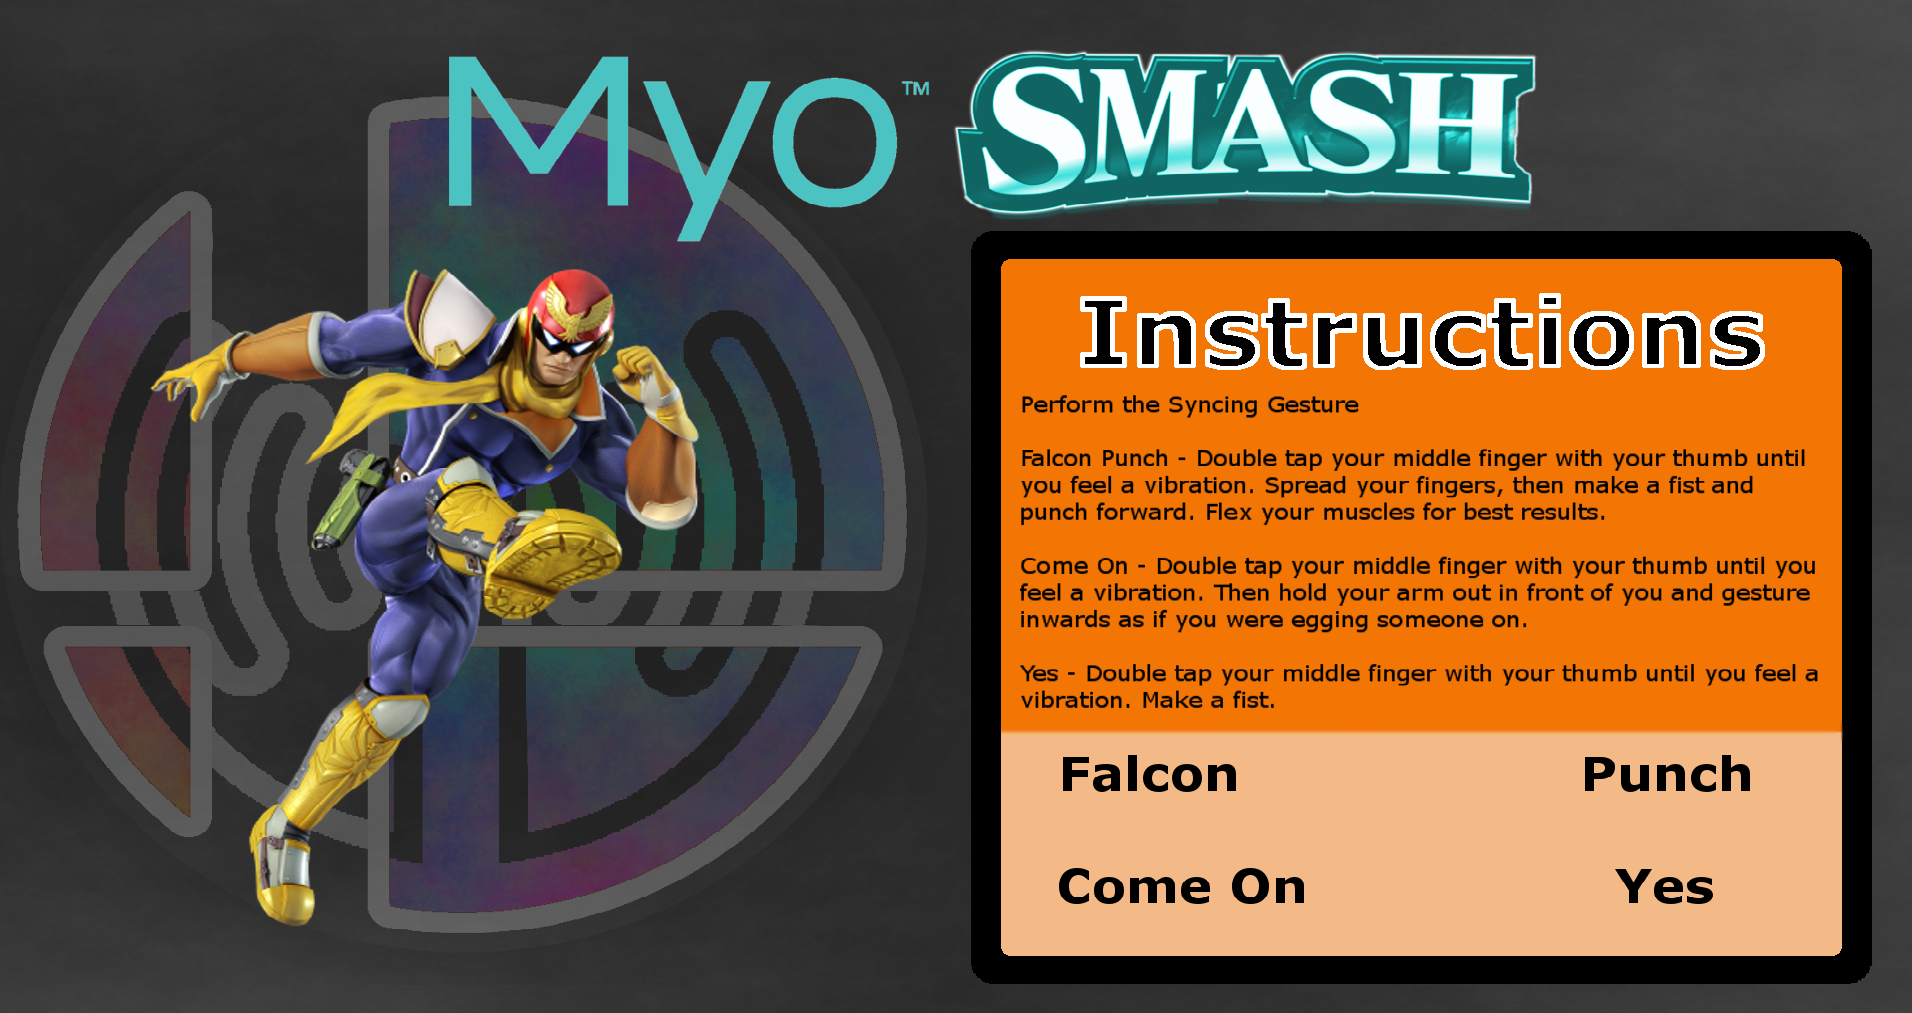 Myo™ SMASH
Instructions
Perform the Syncing Gesture
Falcon Punch - Double tap your middle finger with your thumb until
you feel a vibration. Spread your fingers, then make a fist and
punch forward. Flex your muscles for best results.
Come On - Double tap your middle finger with your thumb until you
feel a vibration. Then hold your arm out in front of you and gesture
inwards as if you were egging someone on.
Yes - Double tap your middle finger with your thumb until you feel a
vibration. Make a fist.
Falcon Punch
Come On Yes